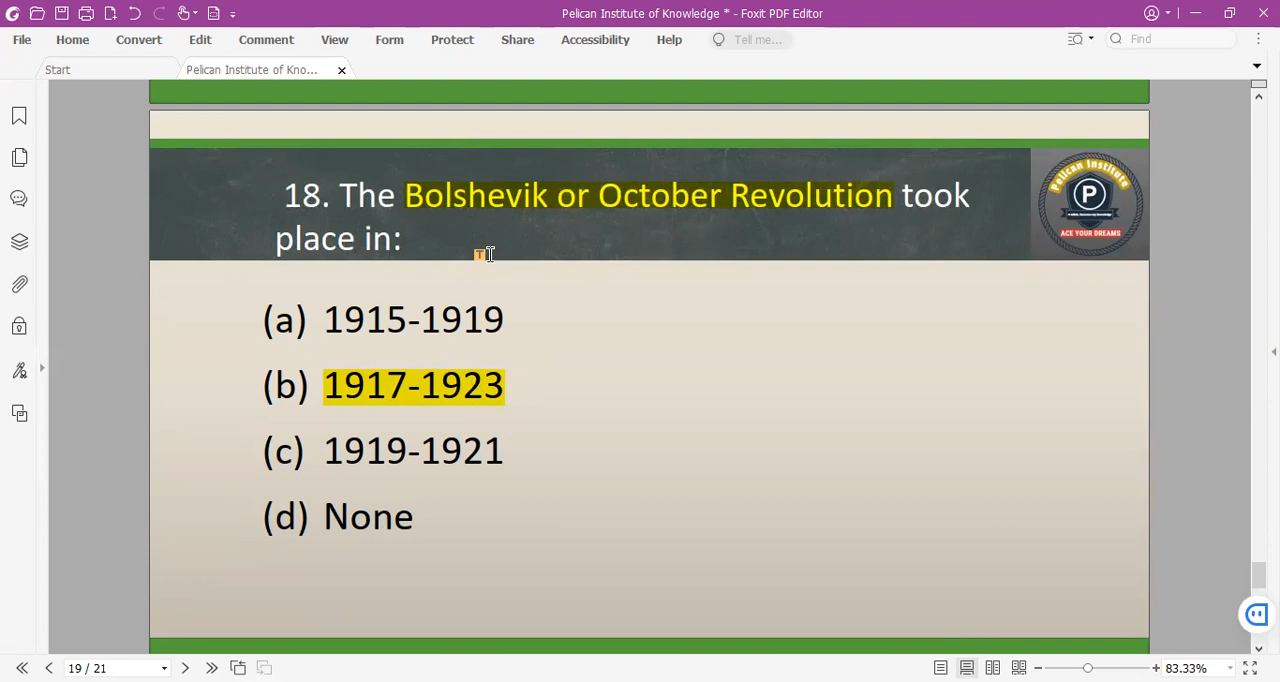 Pelican Institute of Knowledge * - Foxit PDF Editor
File Home Convert Edit Comment View Form Protect Share Accessibility Help Tell me... Find
Start Pelican Institute of Kno...
18. The Bolshevik or October Revolution took
place in:
Pelican Institute
P
ACE YOUR DREAMS
(a) 1915-1919
(b) 1917-1923
(c) 1919-1921
(d) None
19 / 21 83.33%